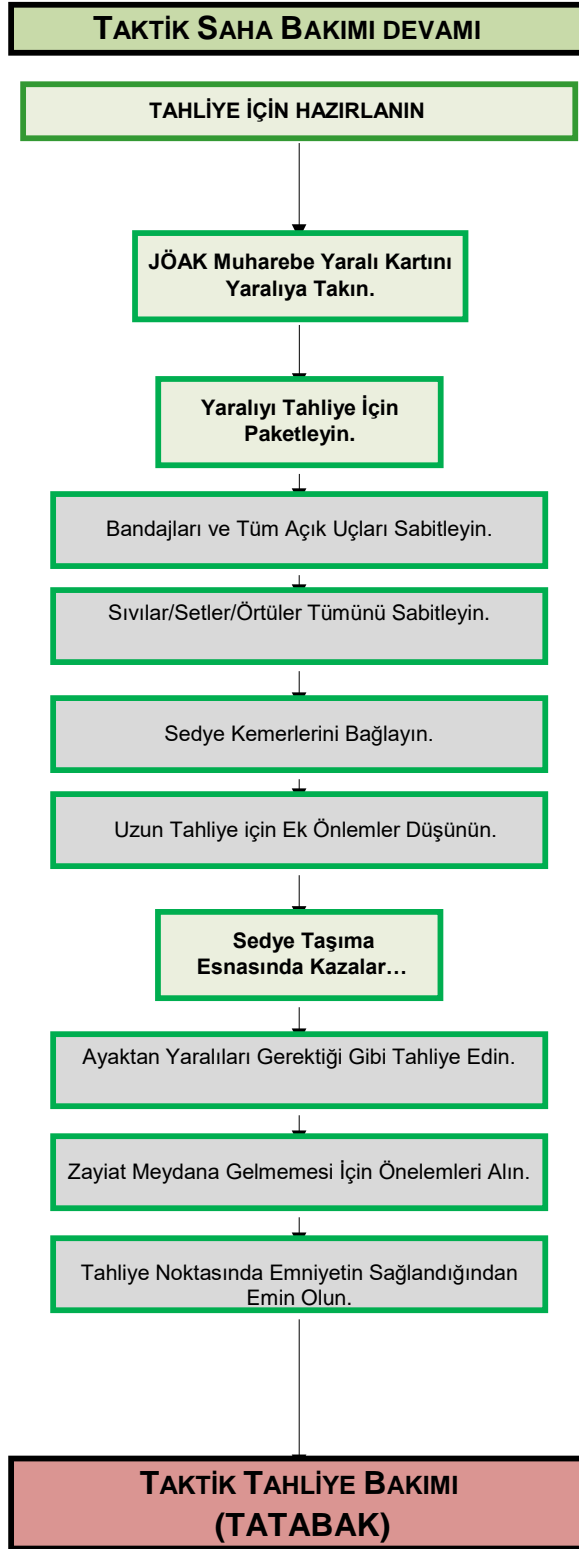 TAKTİK SAHA BAKIMI DEVAMI
TAHLİYE İÇİN HAZIRLANIN
JÖAK Muharebe Yaralı Kartını
Yaralıya Takın.
Yaralıyı Tahliye İçin
Paketleyin.
Bandajları ve Tüm Açık Uçları Sabitleyin.
Sıvılar/Setler/Örtüler Tümünü Sabitleyin.
Sedye Kemerlerini Bağlayın.
Uzun Tahliye için Ek Önlemler Düşünün.
Sedye Taşıma
Esnasında Kazalar…
Ayaktan Yaralıları Gerektiği Gibi Tahliye Edin.
Zayiat Meydana Gelmemesi İçin Önelemleri Alın.
Tahliye Noktasında Emniyetin Sağlandığından
Emin Olun.
TAKTİK TAHLİYE BAKIMI
(TATABAK)